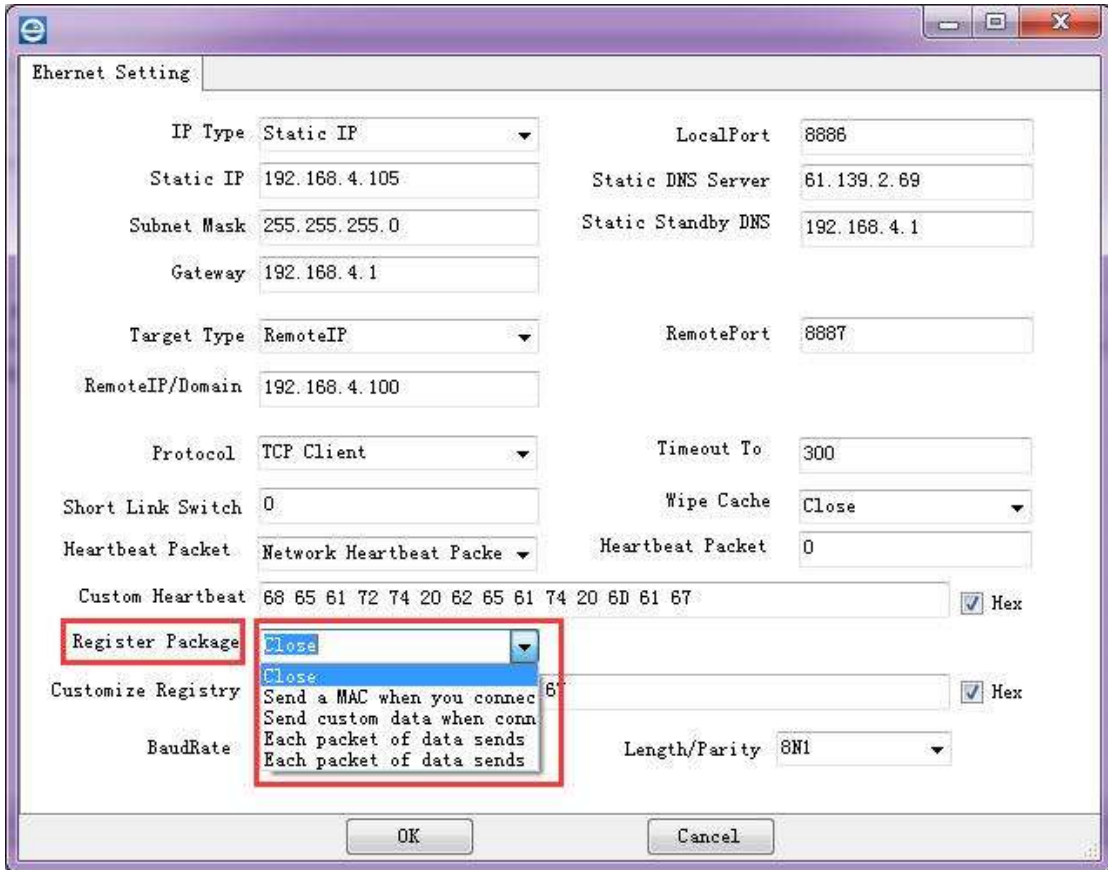 Ehernet Setting
IP Type Static IP LocalPort 8886
Static IP 192.168.4.105 Static DNS Server 61.139.2.69
Subnet Mask 255.255.255.0 Static Standby DNS 192.168.4.1
Gateway 192.168.4.1
Target Type RemoteIP RemotePort 8887
RemoteIP/Domain 192.168.4.100
Protocol TCP Client Timeout To 300
Short Link Switch 0 Wipe Cache Close
Heartbeat Packet Network Heartbeat Packe Heartbeat Packet 0
Custom Heartbeat 68 65 61 72 74 20 62 65 61 74 20 6D 61 67 Hex
Register Package Close
Close
Customize Registry Send a MAC when you connec 67 Hex
Send custom data when conn
BaudRate Each packet of data sends Length/Parity 8N1
Each packet of data sends
OK Cancel